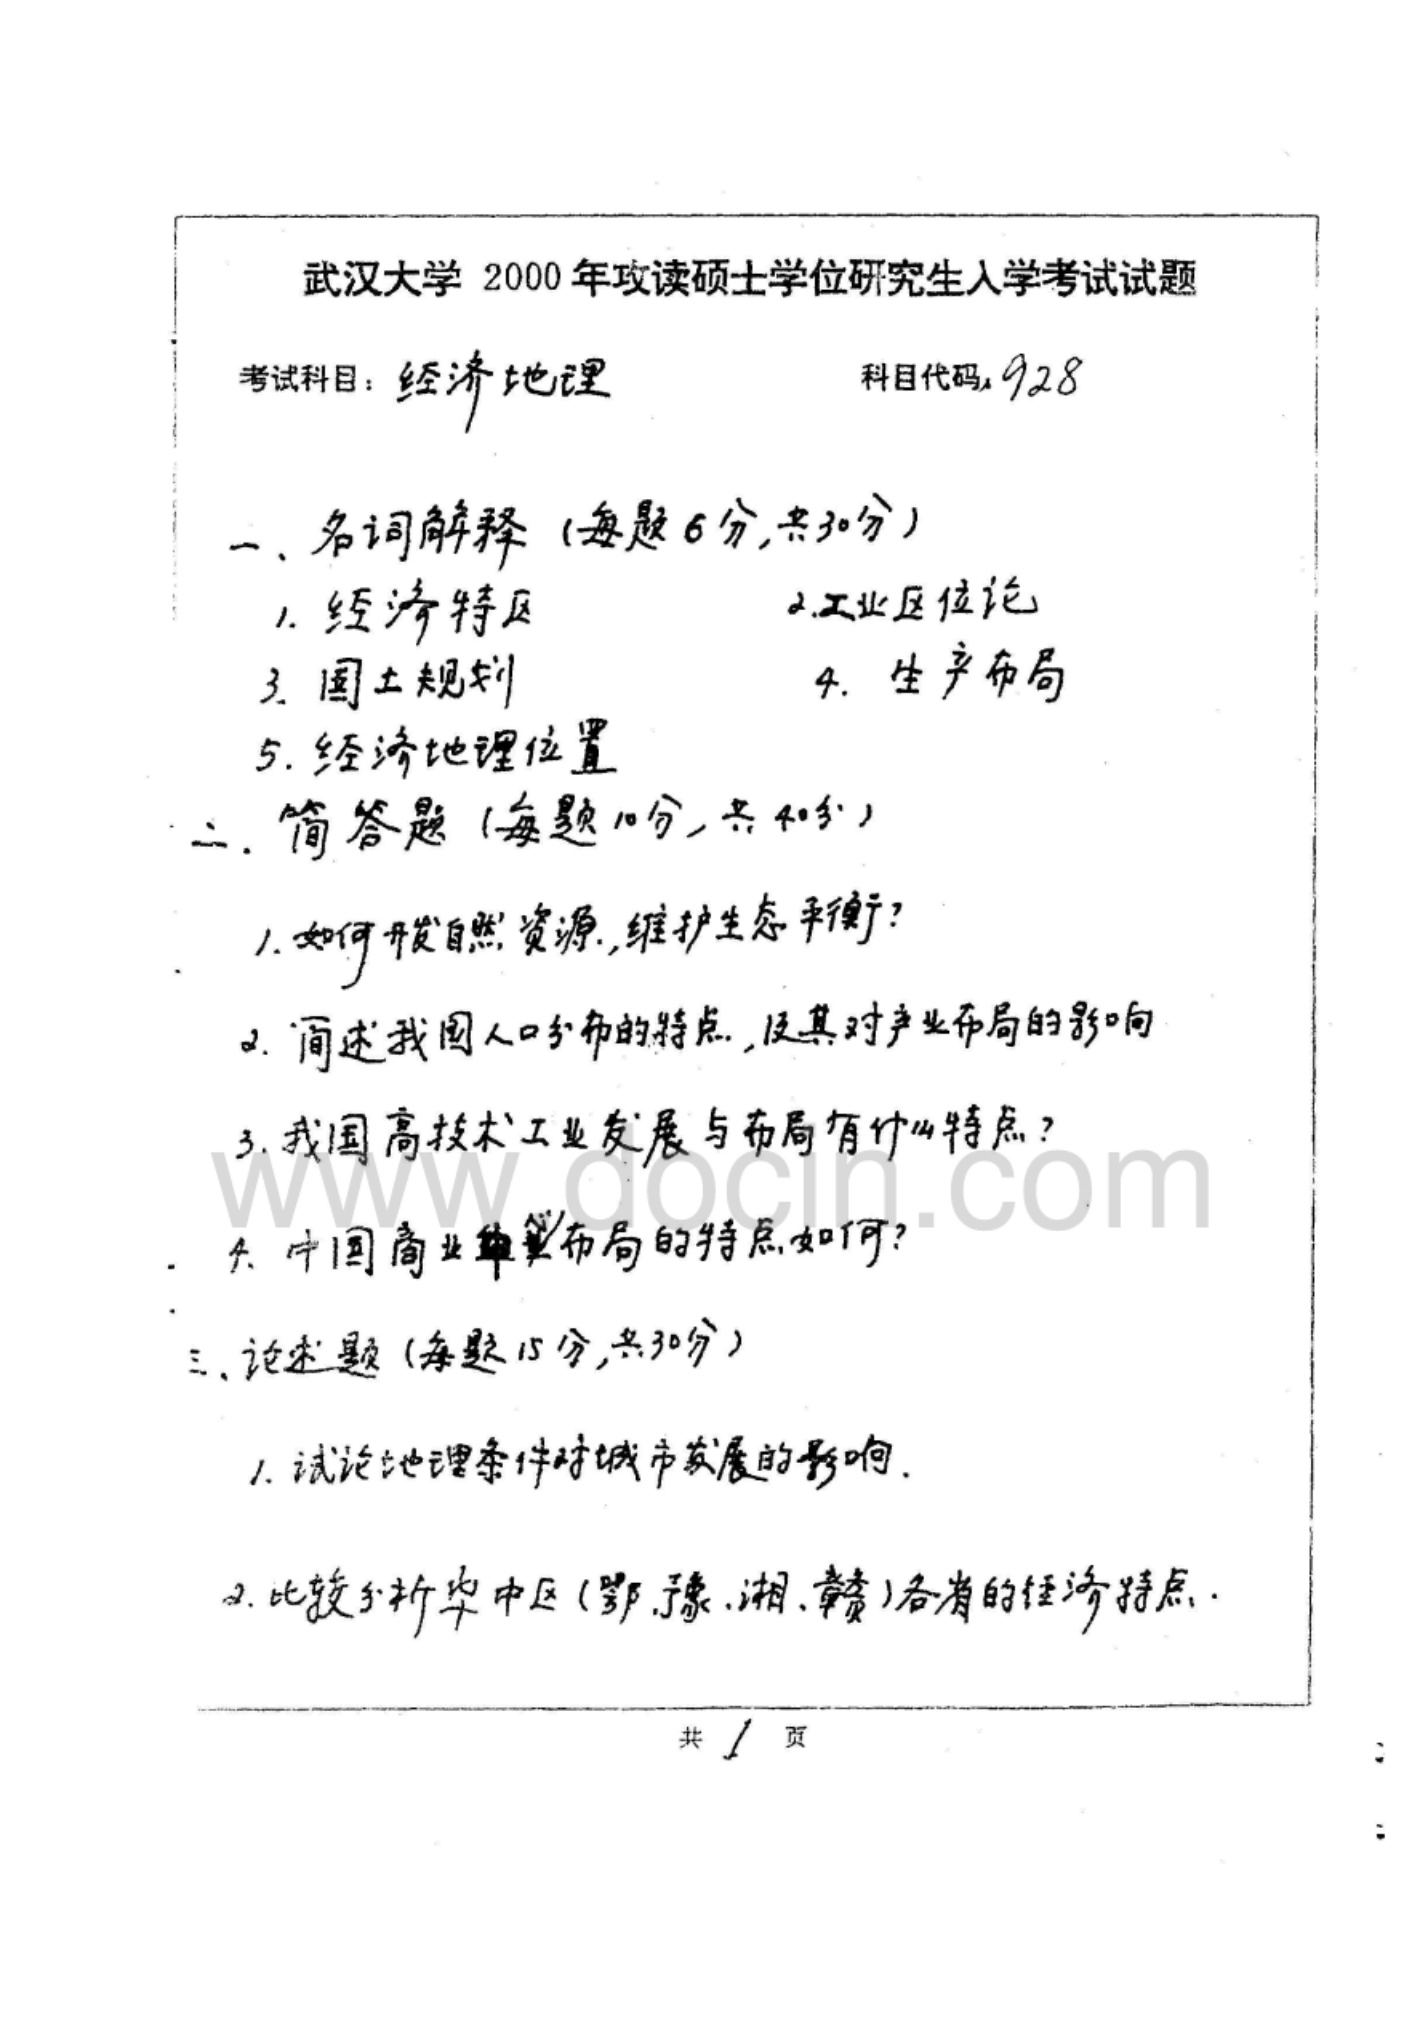 武汉大学 2000 年攻读硕士学位研究生入学考试试题
考试科目：经济地理 科目代码：928
一、名词解释（每题6分，共30分）
1. 经济特区 2. 工业区位论
3. 国土规划 4. 生产布局
5. 经济地理位置
二. 简答题（每题10分，共40分）
1. 如何开发自然资源，维护生态平衡？
2. 简述我国人口分布的特点，及其对产业布局的影响
3. 我国高技术工业发展与布局有什么特点？
www.docin.com
4. 中国商业布局的特点如何？
三、论述题（每题15分，共30分）
1. 试论地理条件对城市发展的影响.
2. 比较分析华中区（鄂、豫、湘、赣）各省的经济特点.
共 1 页